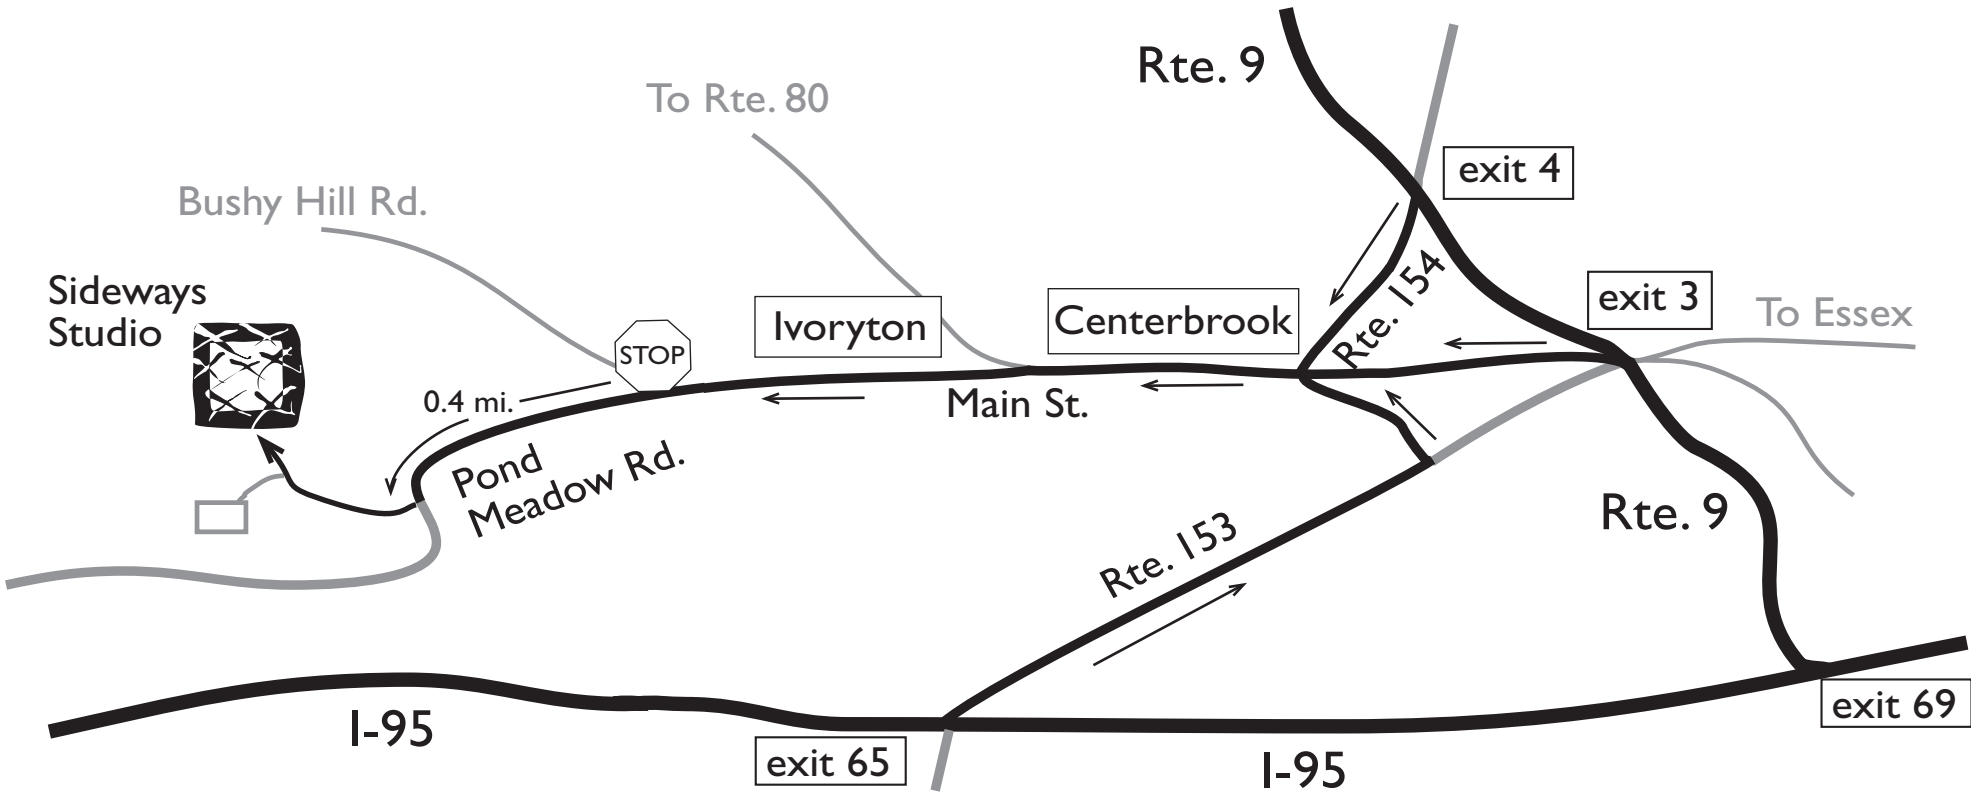 Rte. 9
To Rte. 80
exit 4
Bushy Hill Rd.
Rte. 154
exit 3
To Essex
Sideways
Studio
Ivoryton
Centerbrook
STOP
0.4 mi.
Main St.
Pond
Meadow Rd.
Rte. 9
Rte. 153
exit 69
I-95
exit 65
I-95